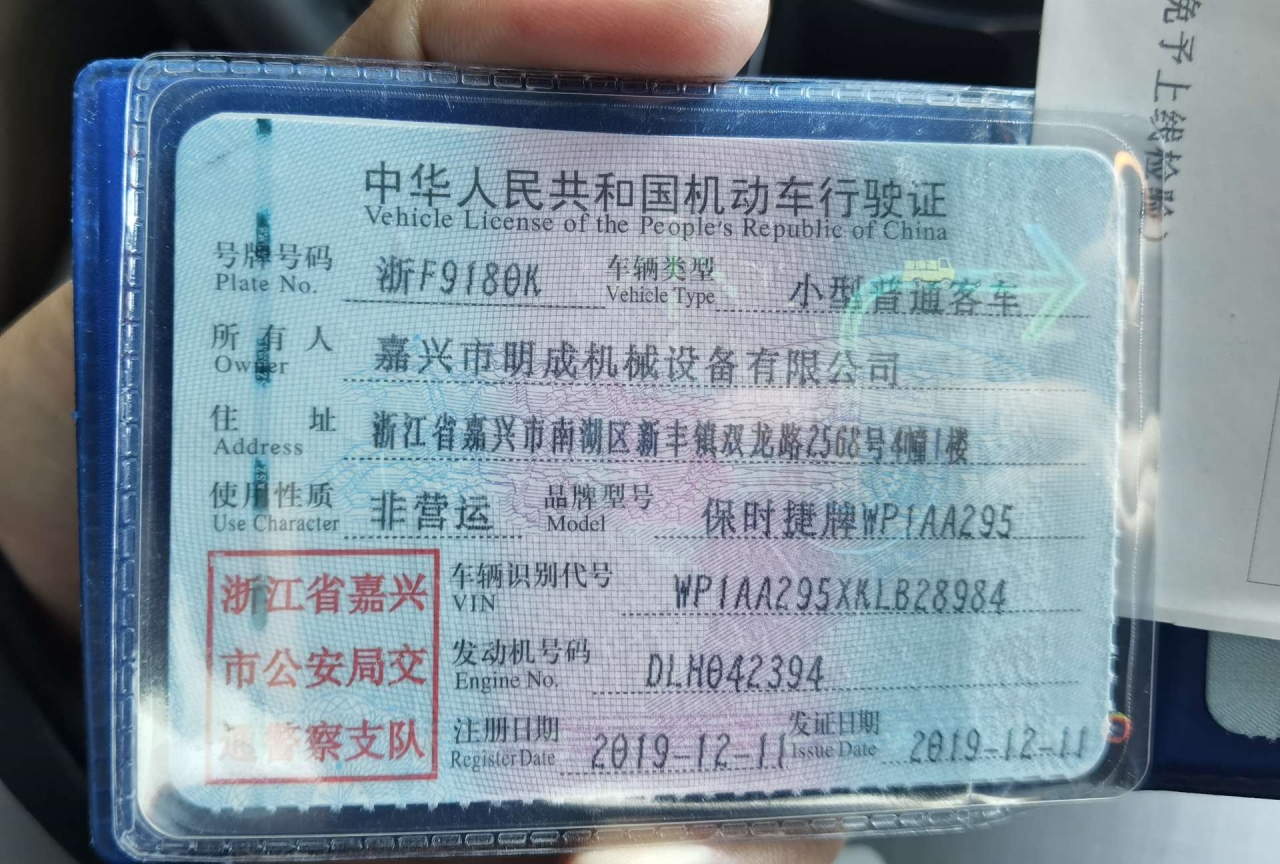 中华人民共和国机动车行驶证
Vehicle License of the People's Republic of China
号牌号码 浙F9180K 车辆类型 小型普通客车
Plate No. Vehicle Type
所有人 嘉兴市明成机械设备有限公司
Owner
住址 浙江省嘉兴市南湖区新丰镇双龙路2568号4幢1楼
Address
使用性质 非营运 品牌型号 保时捷牌WP1AA295
Use Character Model
浙江省嘉兴
市公安局交
通警察支队
车辆识别代号 WP1AA295XKLB28984
VIN
发动机号码 DLH042394
Engine No.
注册日期 2019-12-11 发证日期 2019-12-11
Register Date Issue Date
免予上线检验）